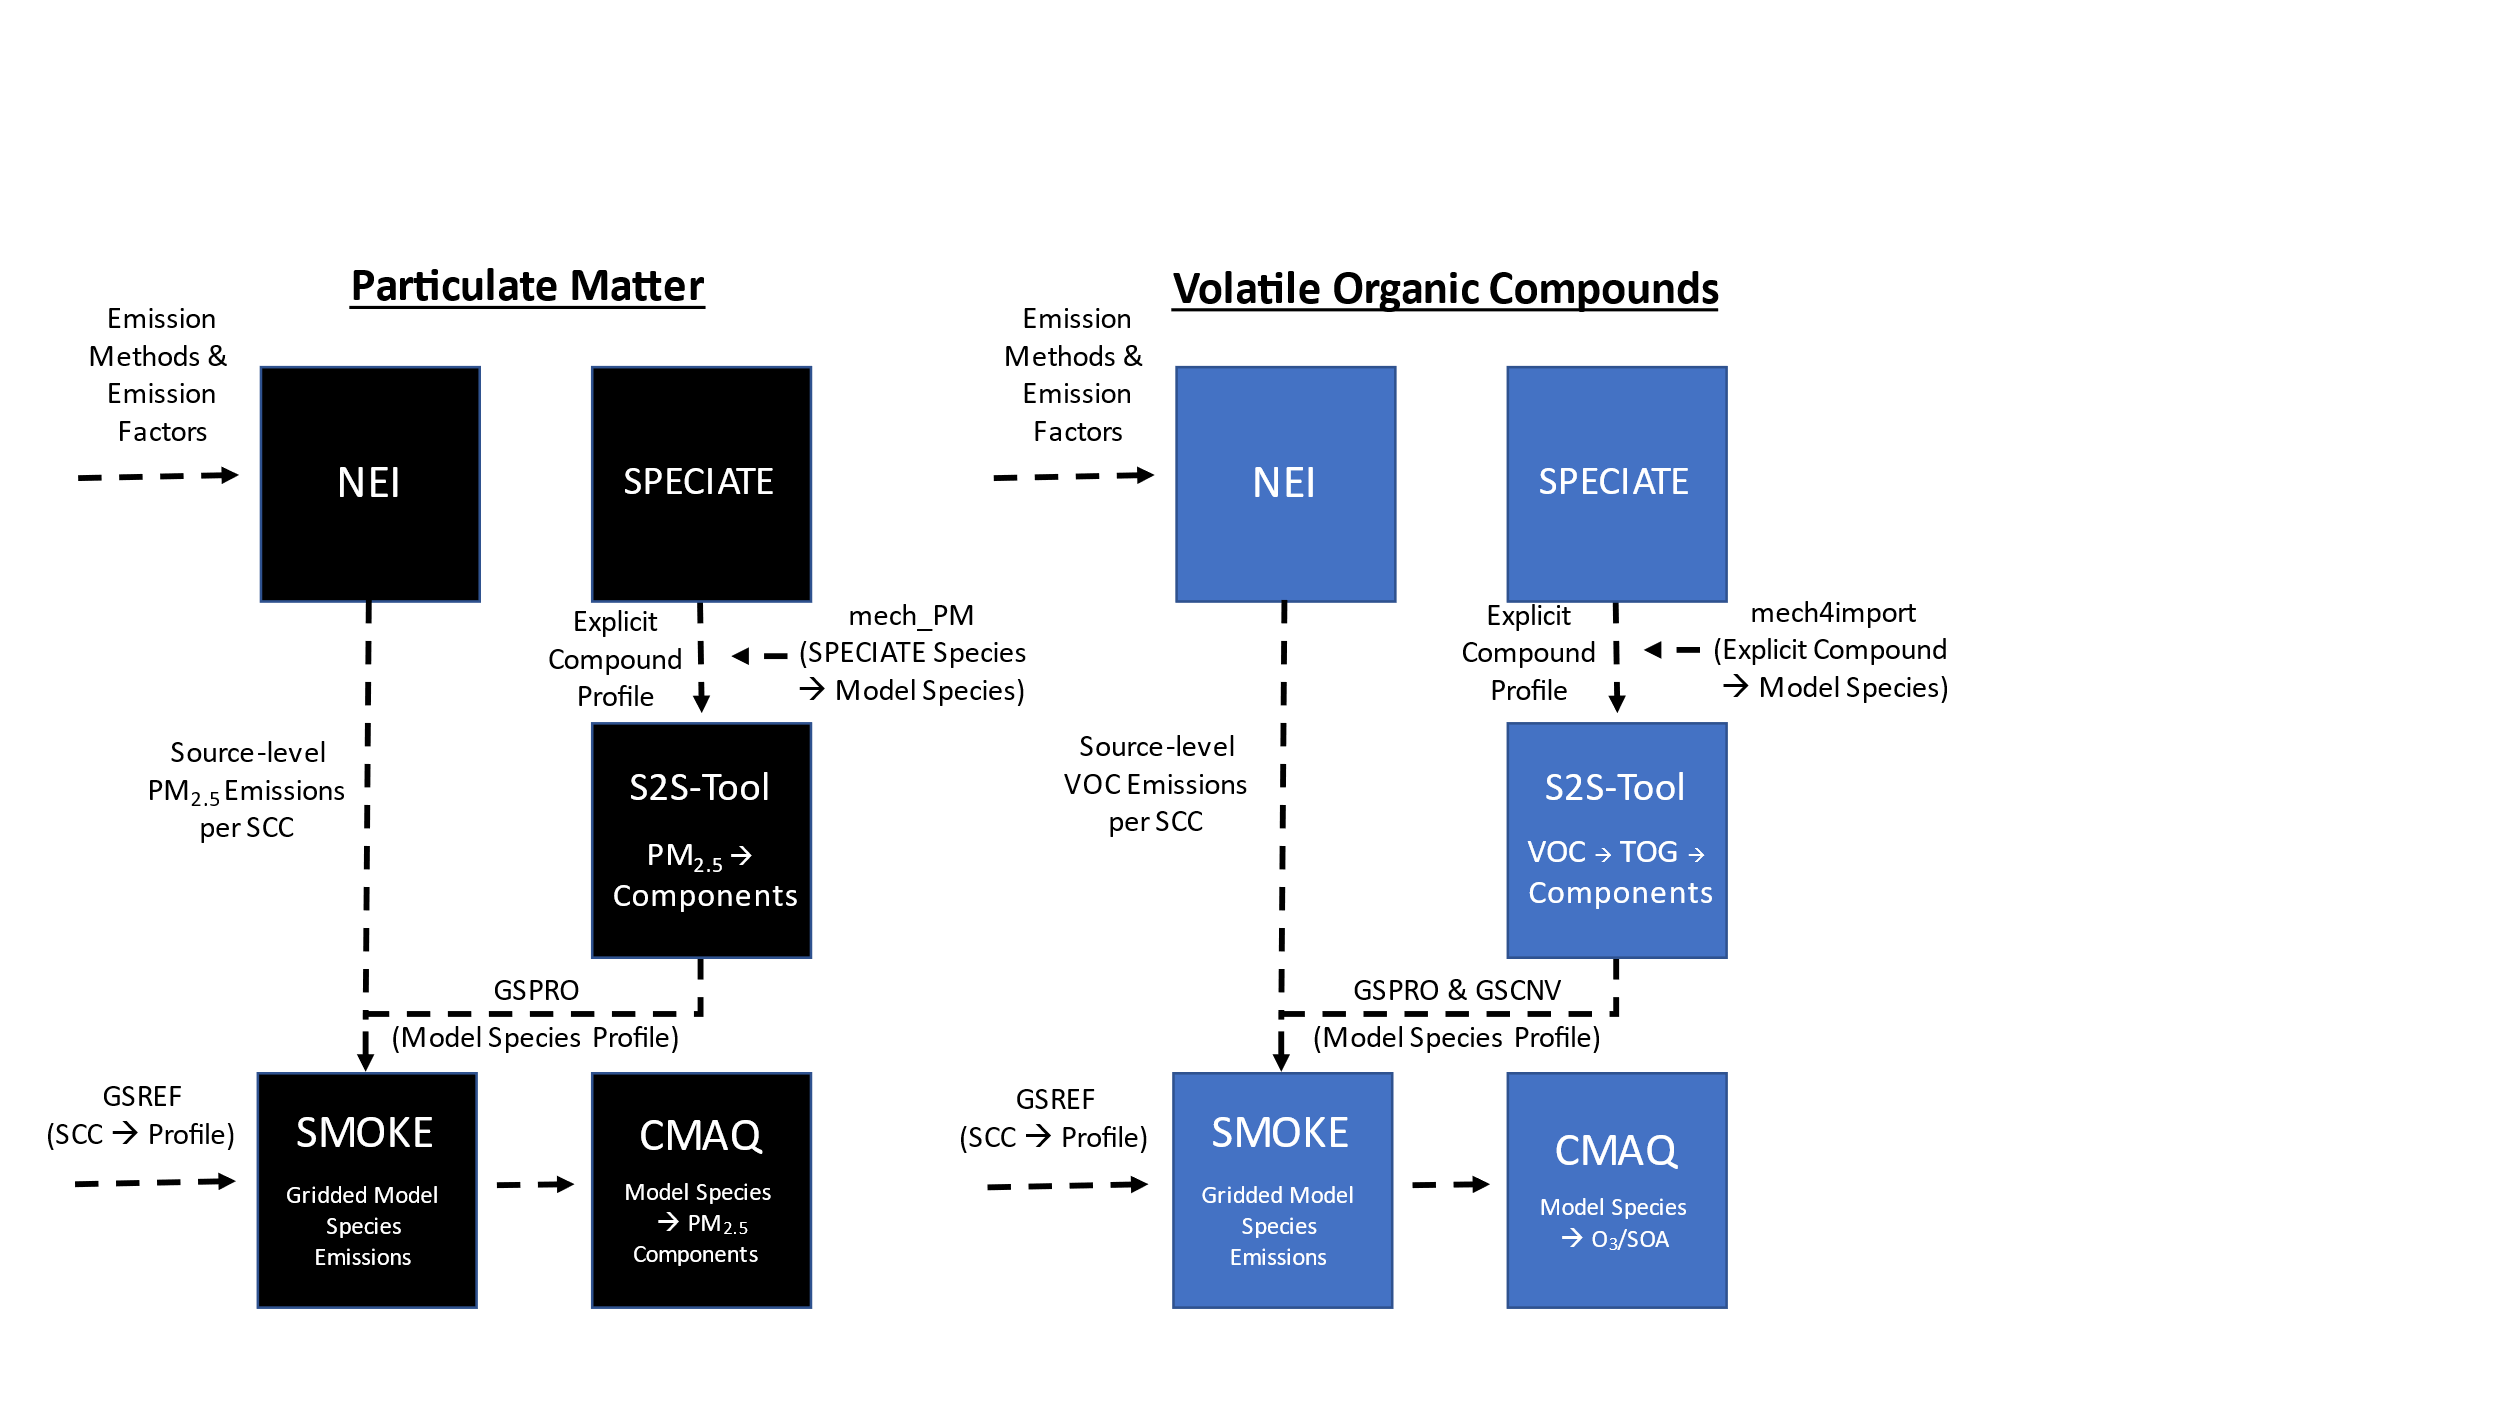 Particulate Matter
Emission
Methods &
Emission
Factors
NEI
SPECIATE
Explicit
Compound
Profile
mech_PM
(SPECIATE Species
→ Model Species)
Source-level
PM2.5 Emissions
per SCC
S2S-Tool
PM2.5 →
Components
GSPRO
(Model Species Profile)
GSREF
(SCC → Profile)
SMOKE
Gridded Model
Species
Emissions
CMAQ
Model Species
→ PM2.5
Components
Volatile Organic Compounds
Emission
Methods &
Emission
Factors
NEI
SPECIATE
Explicit
Compound
Profile
mech4import
(Explicit Compound
→ Model Species)
Source-level
VOC Emissions
per SCC
S2S-Tool
VOC → TOG →
Components
GSPRO & GSCNV
(Model Species Profile)
GSREF
(SCC → Profile)
SMOKE
Gridded Model
Species
Emissions
CMAQ
Model Species
→ O3/SOA